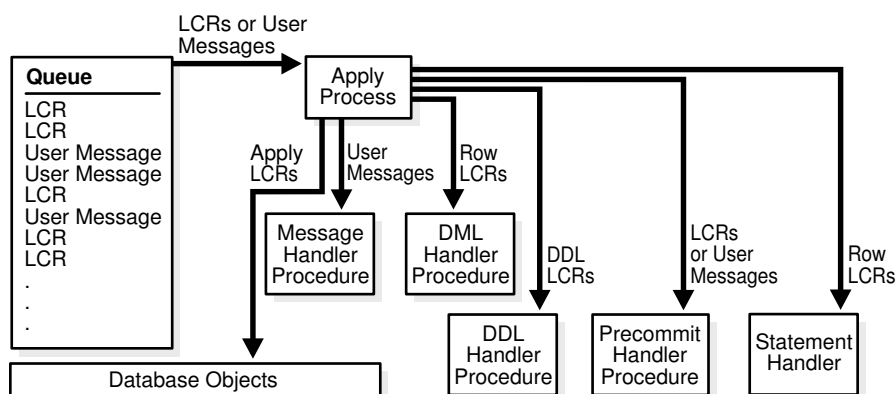 LCRs or User
Messages
Queue
LCR
LCR
User Message
User Message
LCR
User Message
LCR
LCR
.
.
.
Apply
Process
Apply
LCRs
User
Messages
Row
LCRs
DDL
LCRs
LCRs
or User
Messages
Row
LCRs
Message
Handler
Procedure
DML
Handler
Procedure
DDL
Handler
Procedure
Precommit
Handler
Procedure
Statement
Handler
Database Objects